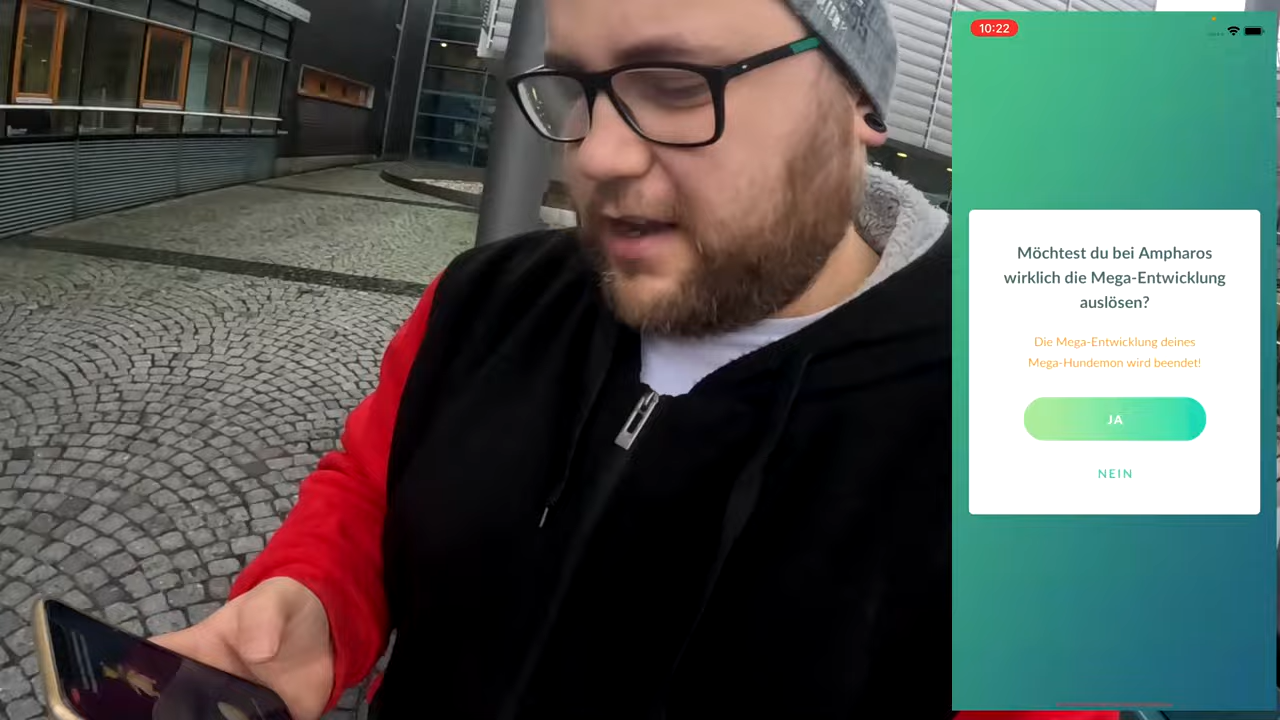 10:22
Möchtest du bei Ampharos
wirklich die Mega-Entwicklung
auslösen?
Die Mega-Entwicklung deines
Mega-Hundemon wird beendet!
JA
NEIN